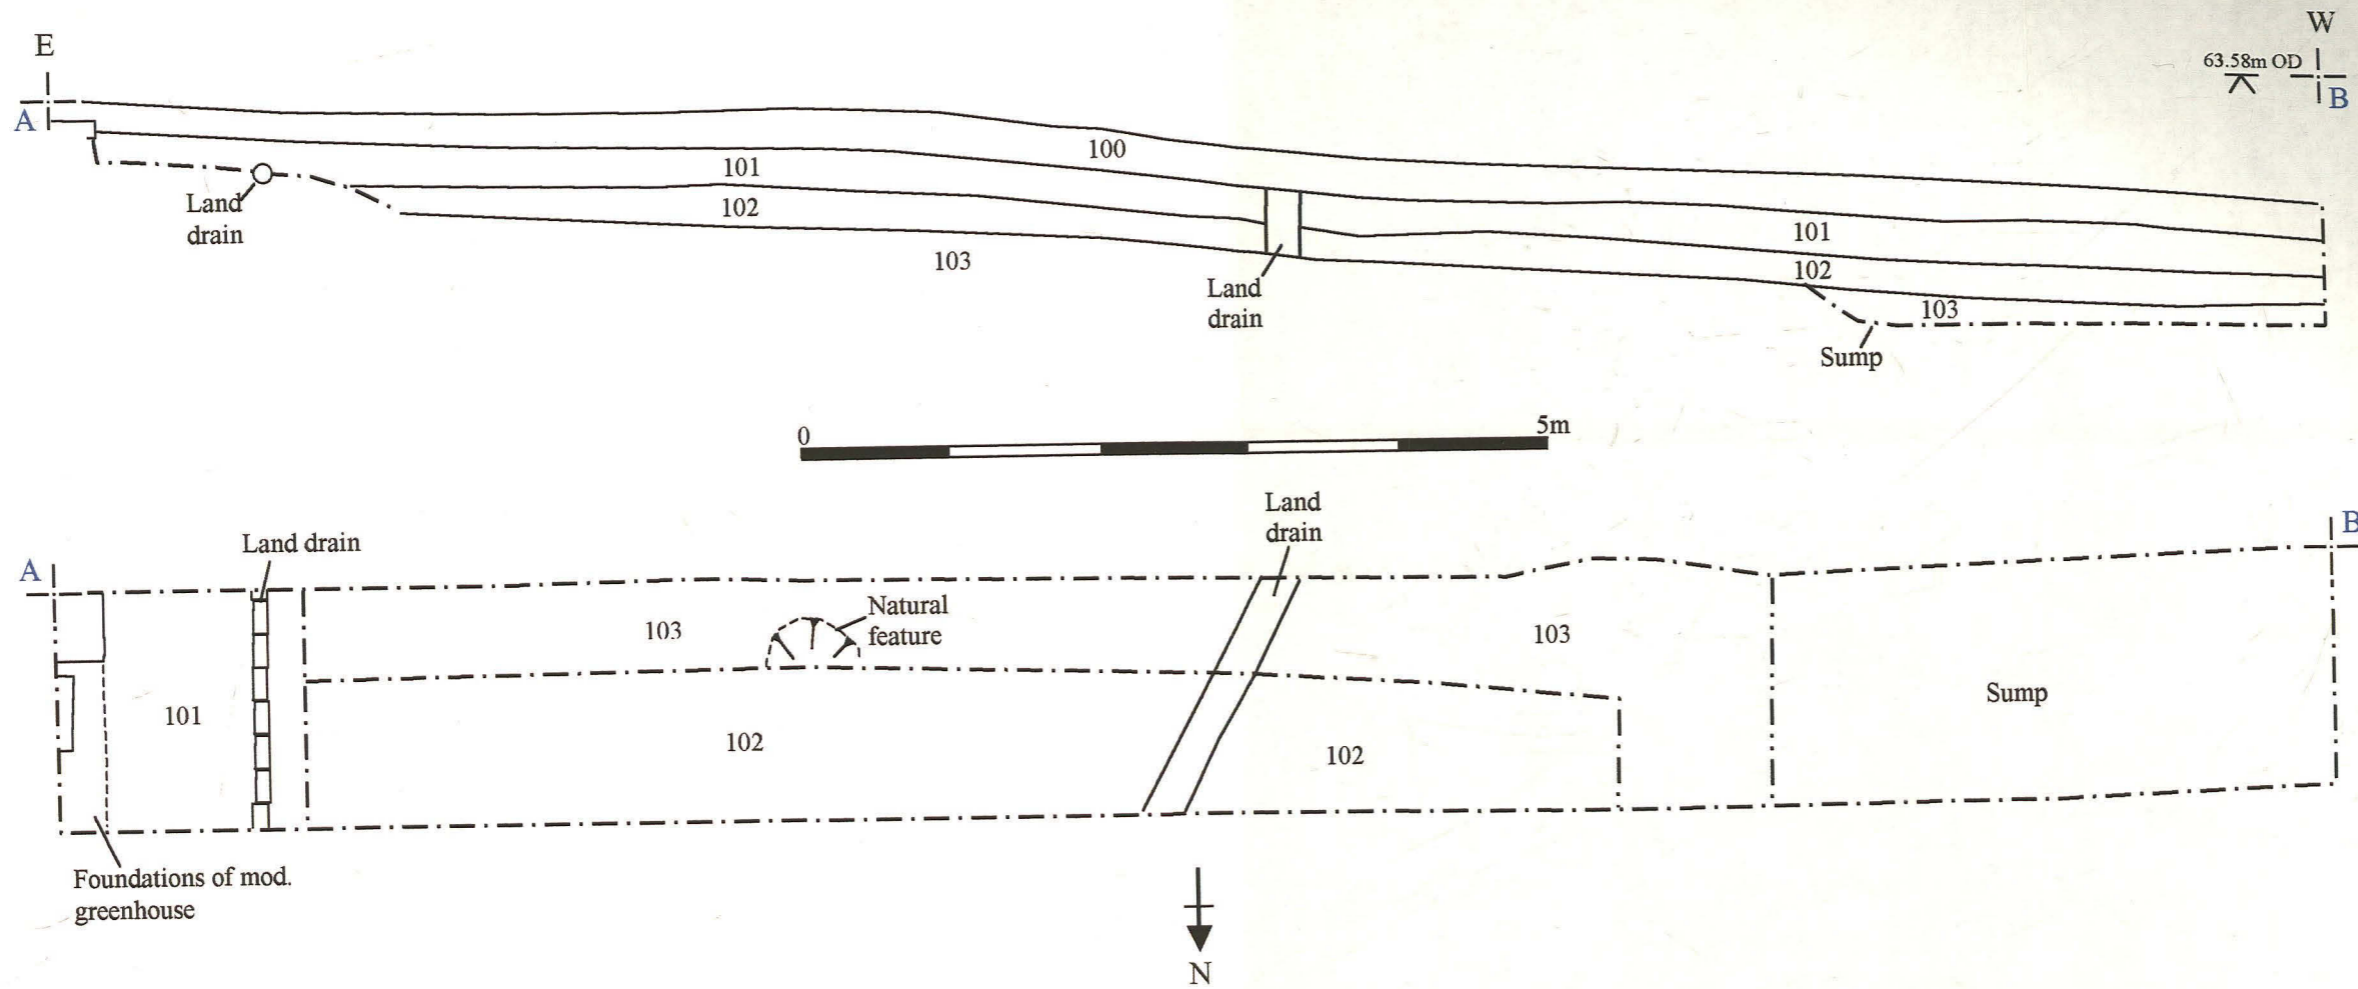 E
W
63.58m OD
A
B
100
101
102
103
Land
drain
Land
drain
101
102
103
Sump
0
5m
Land
drain
A
B
Land drain
Natural
feature
103
103
101
102
102
Sump
Foundations of mod.
greenhouse
N